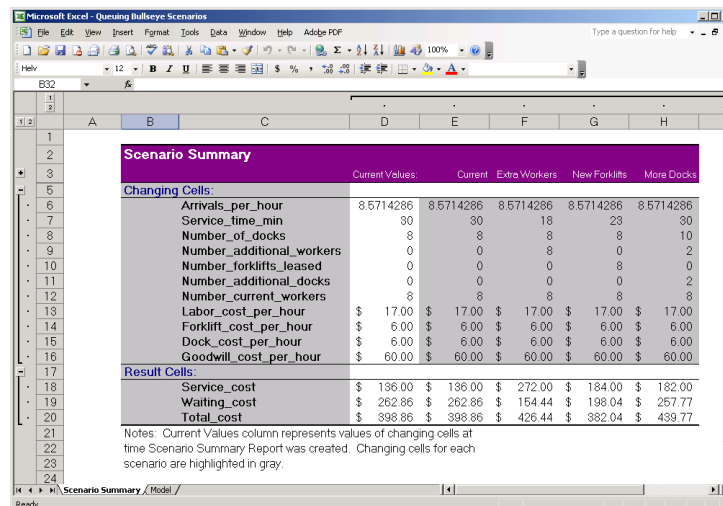 Microsoft Excel - Queuing Bullseye Scenarios
File Edit View Insert Format Tools Data Window Help Adobe PDF Type a question for help
100%
Helv 12 B I U $ % ,
B32 fx
1
2
1 2 A B C D E F G H
1
2 Scenario Summary
3 Current Values: Current Extra Workers New Forklifts More Docks
5 Changing Cells:
6 Arrivals_per_hour 8.5714286 8.5714286 8.5714286 8.5714286 8.5714286
7 Service_time_min 30 30 18 23 30
8 Number_of_docks 8 8 8 8 10
9 Number_additional_workers 0 0 8 0 2
10 Number_forklifts_leased 0 0 0 8 0
11 Number_additional_docks 0 0 0 0 2
12 Number_current_workers 8 8 8 8 8
13 Labor_cost_per_hour $ 17.00 $ 17.00 $ 17.00 $ 17.00 $ 17.00
14 Forklift_cost_per_hour $ 6.00 $ 6.00 $ 6.00 $ 6.00 $ 6.00
15 Dock_cost_per_hour $ 6.00 $ 6.00 $ 6.00 $ 6.00 $ 6.00
16 Goodwill_cost_per_hour $ 60.00 $ 60.00 $ 60.00 $ 60.00 $ 60.00
17 Result Cells:
18 Service_cost $ 136.00 $ 136.00 $ 272.00 $ 184.00 $ 182.00
19 Waiting_cost $ 262.86 $ 262.86 $ 154.44 $ 198.04 $ 257.77
20 Total_cost $ 398.86 $ 398.86 $ 426.44 $ 382.04 $ 439.77
21 Notes: Current Values column represents values of changing cells at
22 time Scenario Summary Report was created. Changing cells for each
23 scenario are highlighted in gray.
24
Scenario Summary / Model /
Ready